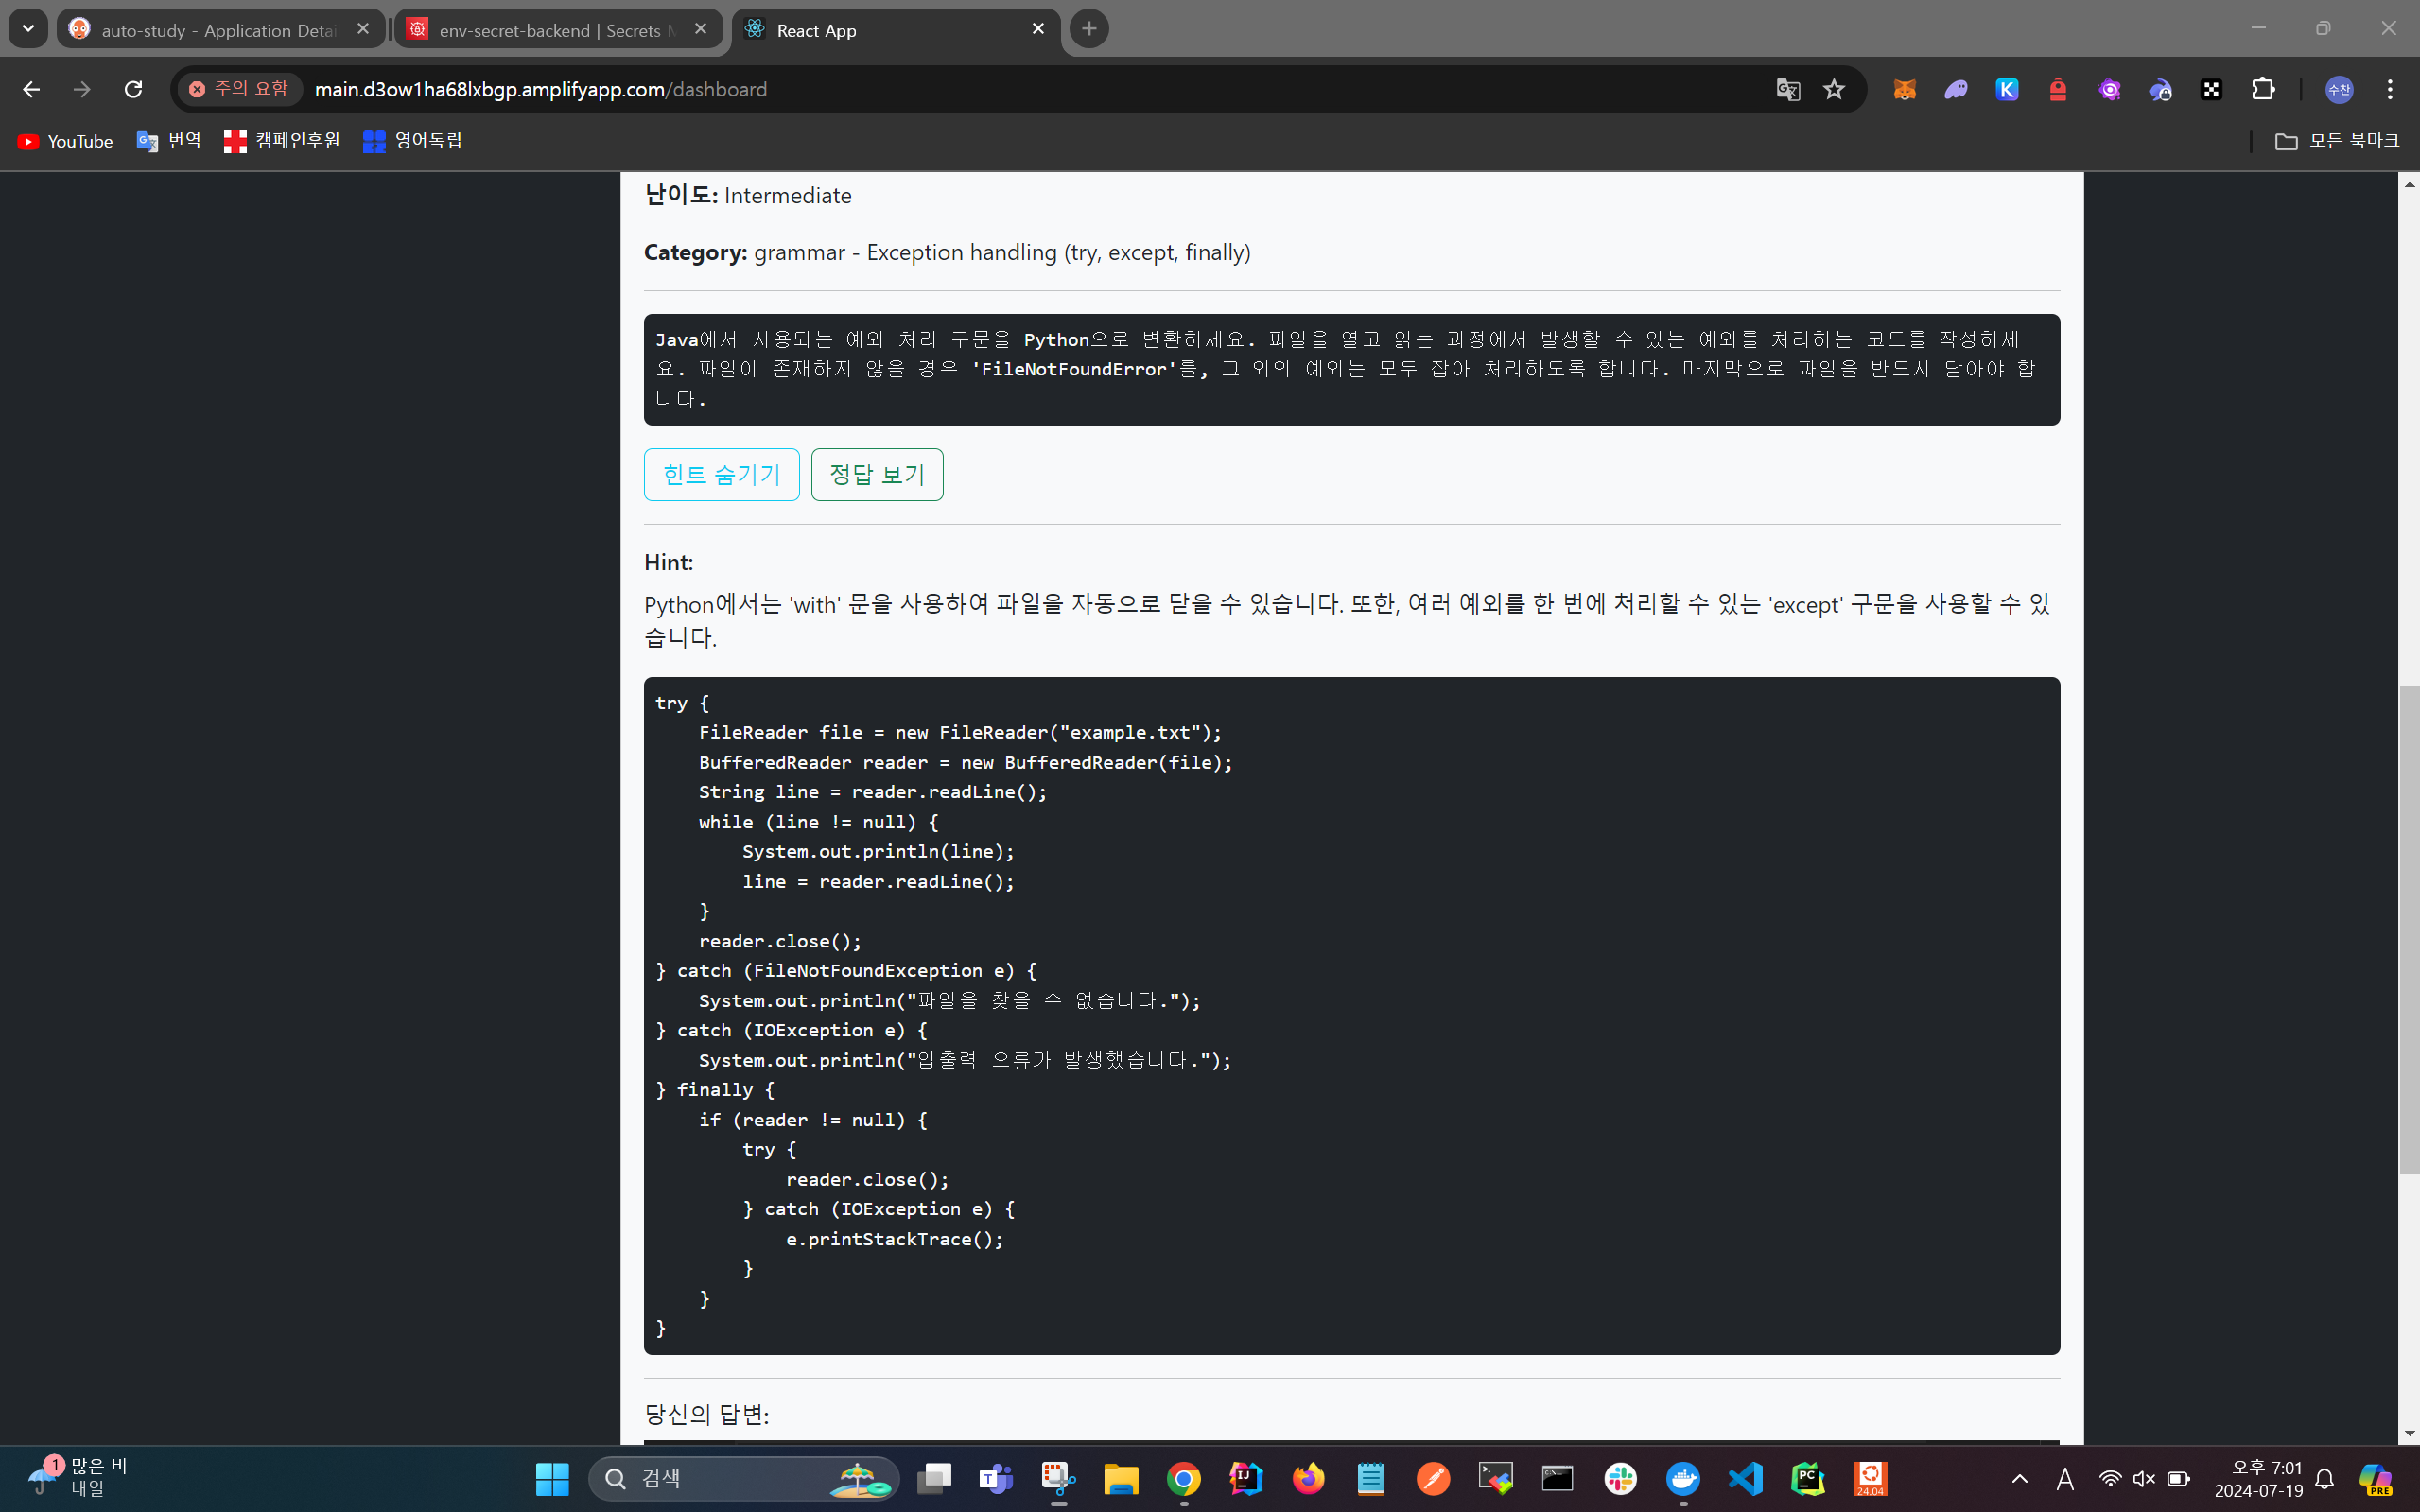 auto-study - Application Detai
env-secret-backend | Secrets M
React App
주의 요함
main.d3ow1ha68lxbgp.amplifyapp.com/dashboard
수찬
YouTube
번역
캠페인후원
영어독립
모든 북마크
난이도: Intermediate
Category: grammar - Exception handling (try, except, finally)
Java에서 사용되는 예외 처리 구문을 Python으로 변환하세요. 파일을 열고 읽는 과정에서 발생할 수 있는 예외를 처리하는 코드를 작성하세
요. 파일이 존재하지 않을 경우 'FileNotFoundError'를, 그 외의 예외는 모두 잡아 처리하도록 합니다. 마지막으로 파일을 반드시 닫아야 합
니다.
힌트 숨기기 정답 보기
Hint:
Python에서는 'with' 문을 사용하여 파일을 자동으로 닫을 수 있습니다. 또한, 여러 예외를 한 번에 처리할 수 있는 'except' 구문을 사용할 수 있
습니다.
try {
    FileReader file = new FileReader("example.txt");
    BufferedReader reader = new BufferedReader(file);
    String line = reader.readLine();
    while (line != null) {
        System.out.println(line);
        line = reader.readLine();
    }
    reader.close();
} catch (FileNotFoundException e) {
    System.out.println("파일을 찾을 수 없습니다.");
} catch (IOException e) {
    System.out.println("입출력 오류가 발생했습니다.");
} finally {
    if (reader != null) {
        try {
            reader.close();
        } catch (IOException e) {
            e.printStackTrace();
        }
    }
}
당신의 답변:
1
많은 비
내일
검색
24.04
A
오후 7:01
2024-07-19
PRE